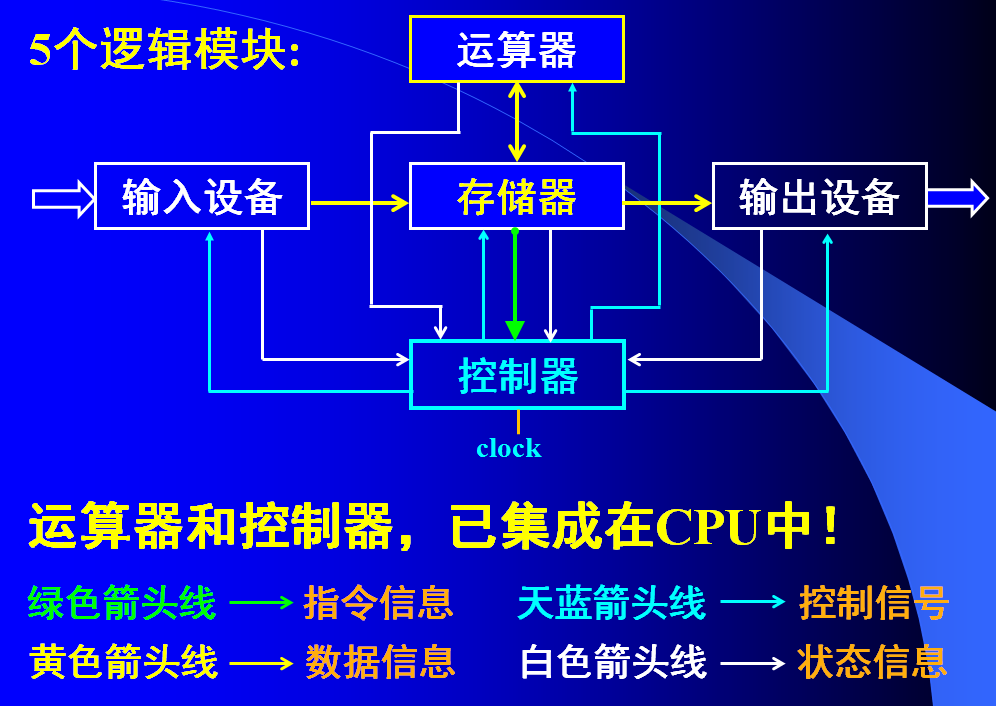 5个逻辑模块:
运算器
输入设备
存储器
输出设备
控制器
clock
运算器和控制器，已集成在CPU中！
绿色箭头线 指令信息 天蓝箭头线 控制信号
黄色箭头线 数据信息 白色箭头线 状态信息